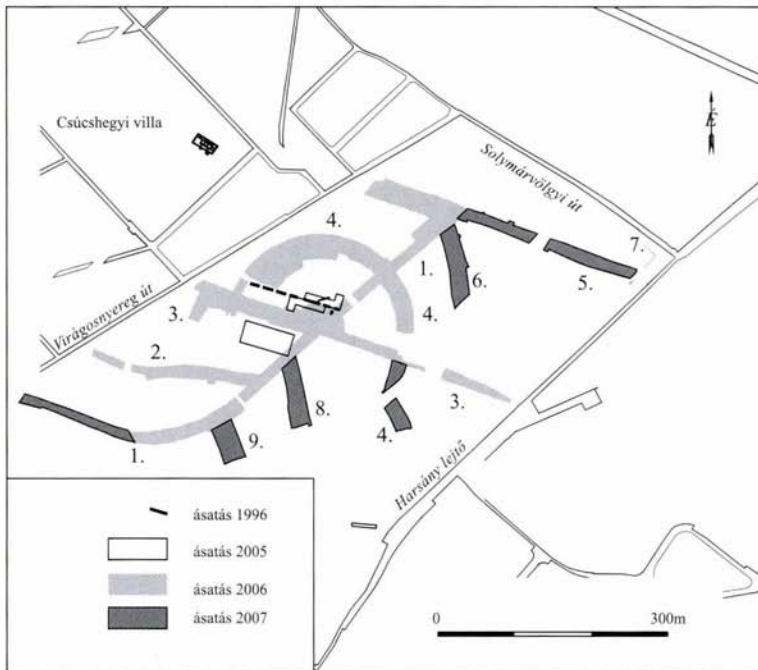 Csúcshegyi villa
É
Solymárvölgyi út
4.
1.
7.
6.
5.
3.
4.
Virágosnyereg út
2.
3.
8.
4.
9.
1.
Harsány lejtő
ásatás 1996
ásatás 2005
ásatás 2006
ásatás 2007
0
300m